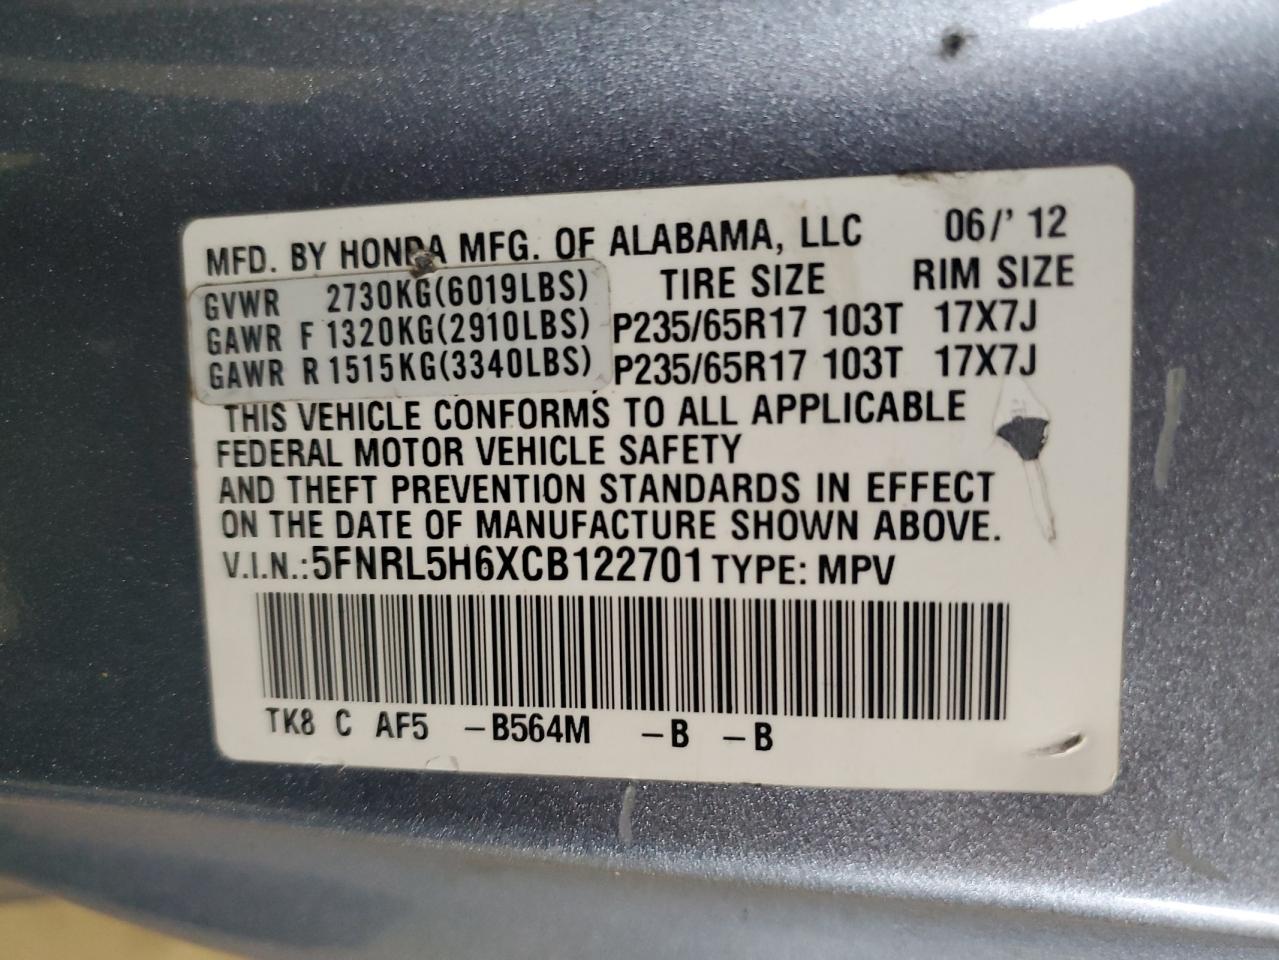 MFD. BY HONDA MFG. OF ALABAMA, LLC 06/' 12
GVWR 2730KG(6019LBS) TIRE SIZE RIM SIZE
GAWR F 1320KG(2910LBS) P235/65R17 103T 17X7J
GAWR R 1515KG(3340LBS) P235/65R17 103T 17X7J
THIS VEHICLE CONFORMS TO ALL APPLICABLE
FEDERAL MOTOR VEHICLE SAFETY
AND THEFT PREVENTION STANDARDS IN EFFECT
ON THE DATE OF MANUFACTURE SHOWN ABOVE.
V.I.N.: 5FNRL5H6XCB122701 TYPE: MPV
TK8 C AF5 -B564M -B -B